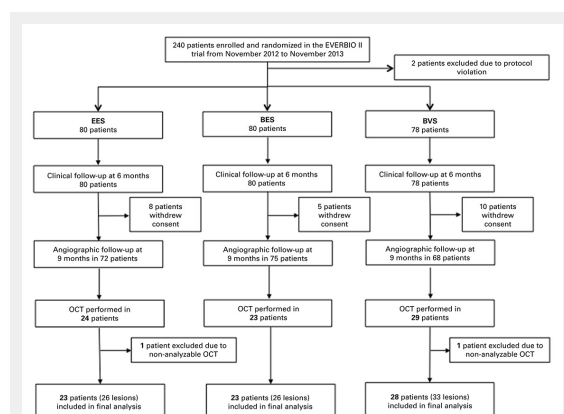 240 patients enrolled and randomized in the EVERBIO II
trial from November 2012 to November 2013
2 patients excluded due to protocol
violation
EES
80 patients
BES
80 patients
BVS
78 patients
Clinical follow-up at 6 months
80 patients
Clinical follow-up at 6 months
80 patients
Clinical follow-up at 6 months
78 patients
8 patients
withdrew
consent
5 patients
withdrew
consent
10 patients
withdrew
consent
Angiographic follow-up at
9 months in 72 patients
Angiographic follow-up at
9 months in 75 patients
Angiographic follow-up at
9 months in 68 patients
OCT performed in
24 patients
OCT performed in
23 patients
OCT performed in
29 patients
1 patient excluded due to
non-analyzable OCT
1 patient excluded due to
non-analyzable OCT
23 patients (26 lesions)
included in final analysis
23 patients (26 lesions)
included in final analysis
28 patients (33 lesions)
included in final analysis